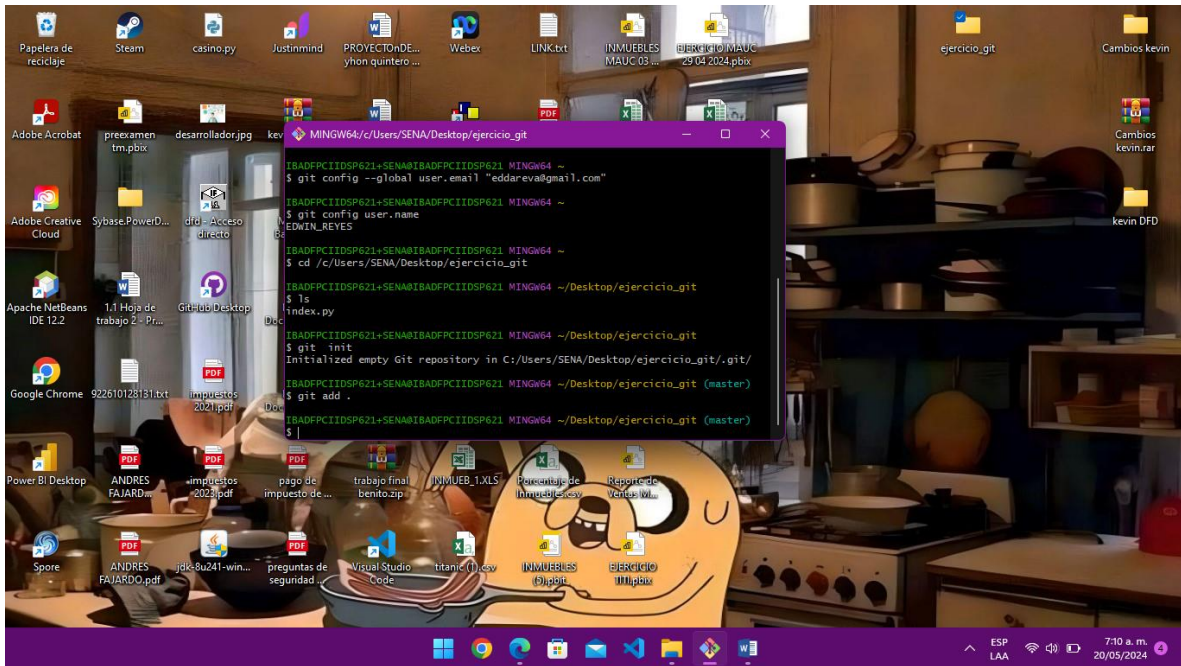 Papelera de
reciclaje
Steam
casino.py
Justinmind
PROYECTOnDE...
yhon quintero ...
Webex
LINK.txt
INMUEBLES
MAUC 03 ...
EJERCICIO MAUC
29 04 2024.pbix
ejercicio_git
Cambios kevin
Adobe Acrobat
preexamen
tm.pbix
desarrollador.jpg
kev
Cambios
kevin.rar
MINGW64:/c/Users/SENA/Desktop/ejercicio_git
IBADFPCIIDSP621+SENA@IBADFPCIIDSP621 MINGW64 ~
$ git config --global user.email "eddareva@gmail.com"
IBADFPCIIDSP621+SENA@IBADFPCIIDSP621 MINGW64 ~
$ git config user.name
EDWIN_REYES
IBADFPCIIDSP621+SENA@IBADFPCIIDSP621 MINGW64 ~
$ cd /c/Users/SENA/Desktop/ejercicio_git
IBADFPCIIDSP621+SENA@IBADFPCIIDSP621 MINGW64 ~/Desktop/ejercicio_git
$ ls
index.py
IBADFPCIIDSP621+SENA@IBADFPCIIDSP621 MINGW64 ~/Desktop/ejercicio_git
$ git  init
Initialized empty Git repository in C:/Users/SENA/Desktop/ejercicio_git/.git/
IBADFPCIIDSP621+SENA@IBADFPCIIDSP621 MINGW64 ~/Desktop/ejercicio_git (master)
$ git add .
IBADFPCIIDSP621+SENA@IBADFPCIIDSP621 MINGW64 ~/Desktop/ejercicio_git (master)
$
Adobe Creative
Cloud
Sybase.PowerD...
dfd - Acceso
directo
kevin DFD
Apache NetBeans
IDE 12.2
1.1 Hoja de
trabajo 2 - Pr...
GitHub Desktop
Doc
Google Chrome
922610128131.txt
impuestos
2021.pdf
Doc
Power BI Desktop
ANDRES
FAJARD...
impuestos
2023.pdf
pago de
impuesto de ...
trabajo final
benito.zip
INMUEB_1.XLS
Porcentaje de
Inmuebles.csv
Reporte de
Ventas M...
Spore
ANDRES
FAJARDO.pdf
jdk-8u241-win...
preguntas de
seguridad ...
Visual Studio
Code
titanic (1).csv
INMUEBLES
(5).pbit
EJERCICIO
ESP
LAA
7:10 a. m.
20/05/2024
4